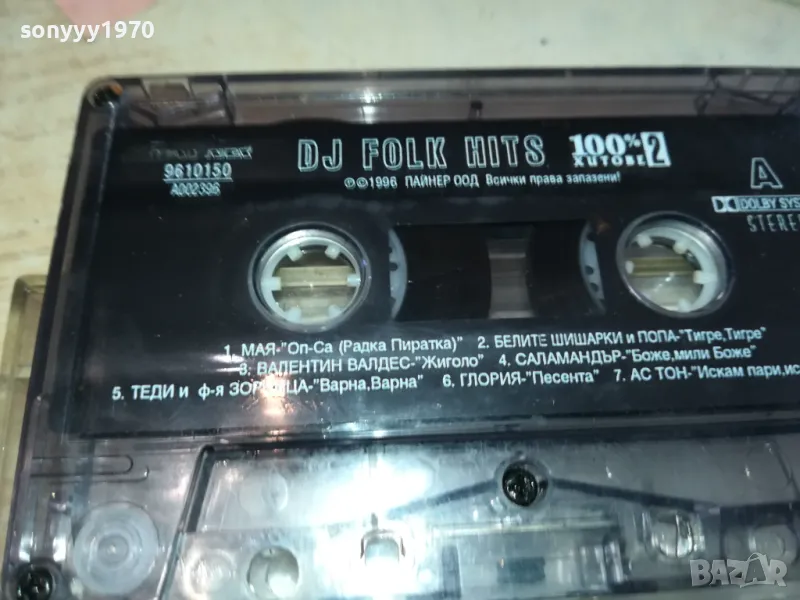 sonyyy1970
9610150
A002396
DJ FOLK HITS 100% ХИТОВЕ 2
℗©1996 ПАЙНЕР ООД Всички права запазени!
A
DOLBY SYS
STEREO
1. МАЯ-"Оп-Са (Радка Пиратка)" 2. БЕЛИТЕ ШИШАРКИ и ПОПА-"Тигре,Тигре"
3. ВАЛЕНТИН ВАЛДЕС-"Жиголо" 4. САЛАМАНДЪР-"Боже,мили Боже"
5. ТЕДИ и ф-я ЗОРНИЦА-"Варна,Варна" 6. ГЛОРИЯ-"Песента" 7. АС ТОН-"Искам пари,ис
BAZAR